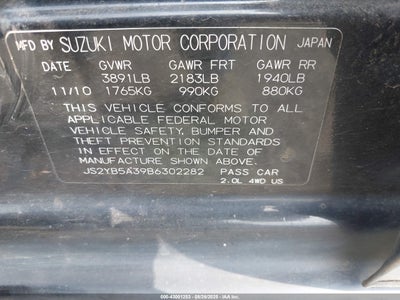 MFD BY SUZUKI MOTOR CORPORATION JAPAN
DATE GVWR GAWR FRT GAWR RR
3891LB 2183LB 1940LB
11/10 1765KG 990KG 880KG
THIS VEHICLE CONFORMS TO ALL
APPLICABLE FEDERAL MOTOR
VEHICLE SAFETY, BUMPER AND
THEFT PREVENTION STANDARDS
IN EFFECT ON THE DATE OF
MANUFACTURE SHOWN ABOVE.
JS2YB5A39B6302282 PASS CAR
2.0L 4WD US